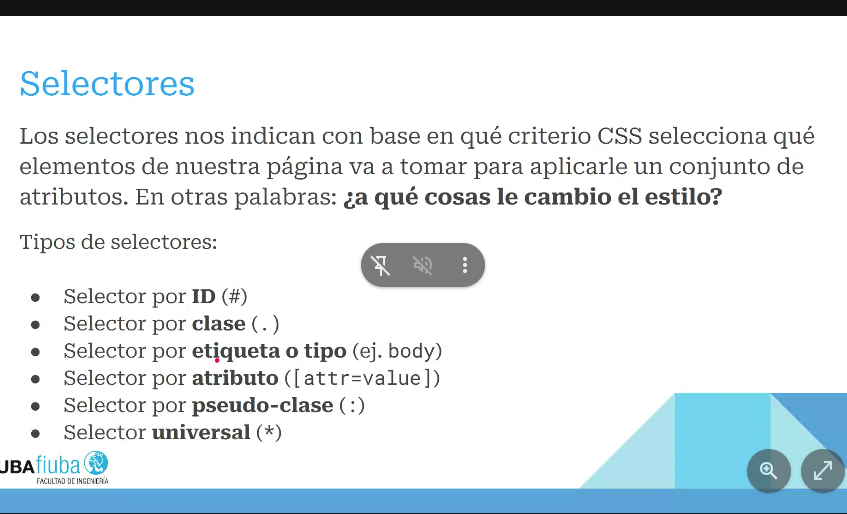 Selectores
Los selectores nos indican con base en qué criterio CSS selecciona qué
elementos de nuestra página va a tomar para aplicarle un conjunto de
atributos. En otras palabras: ¿a qué cosas le cambio el estilo?
Tipos de selectores:
● Selector por ID (#)
● Selector por clase (.)
● Selector por etiqueta o tipo (ej. body)
● Selector por atributo ([attr=value])
● Selector por pseudo-clase (:)
● Selector universal (*)
UBAfiuba
FACULTAD DE INGENIERÍA